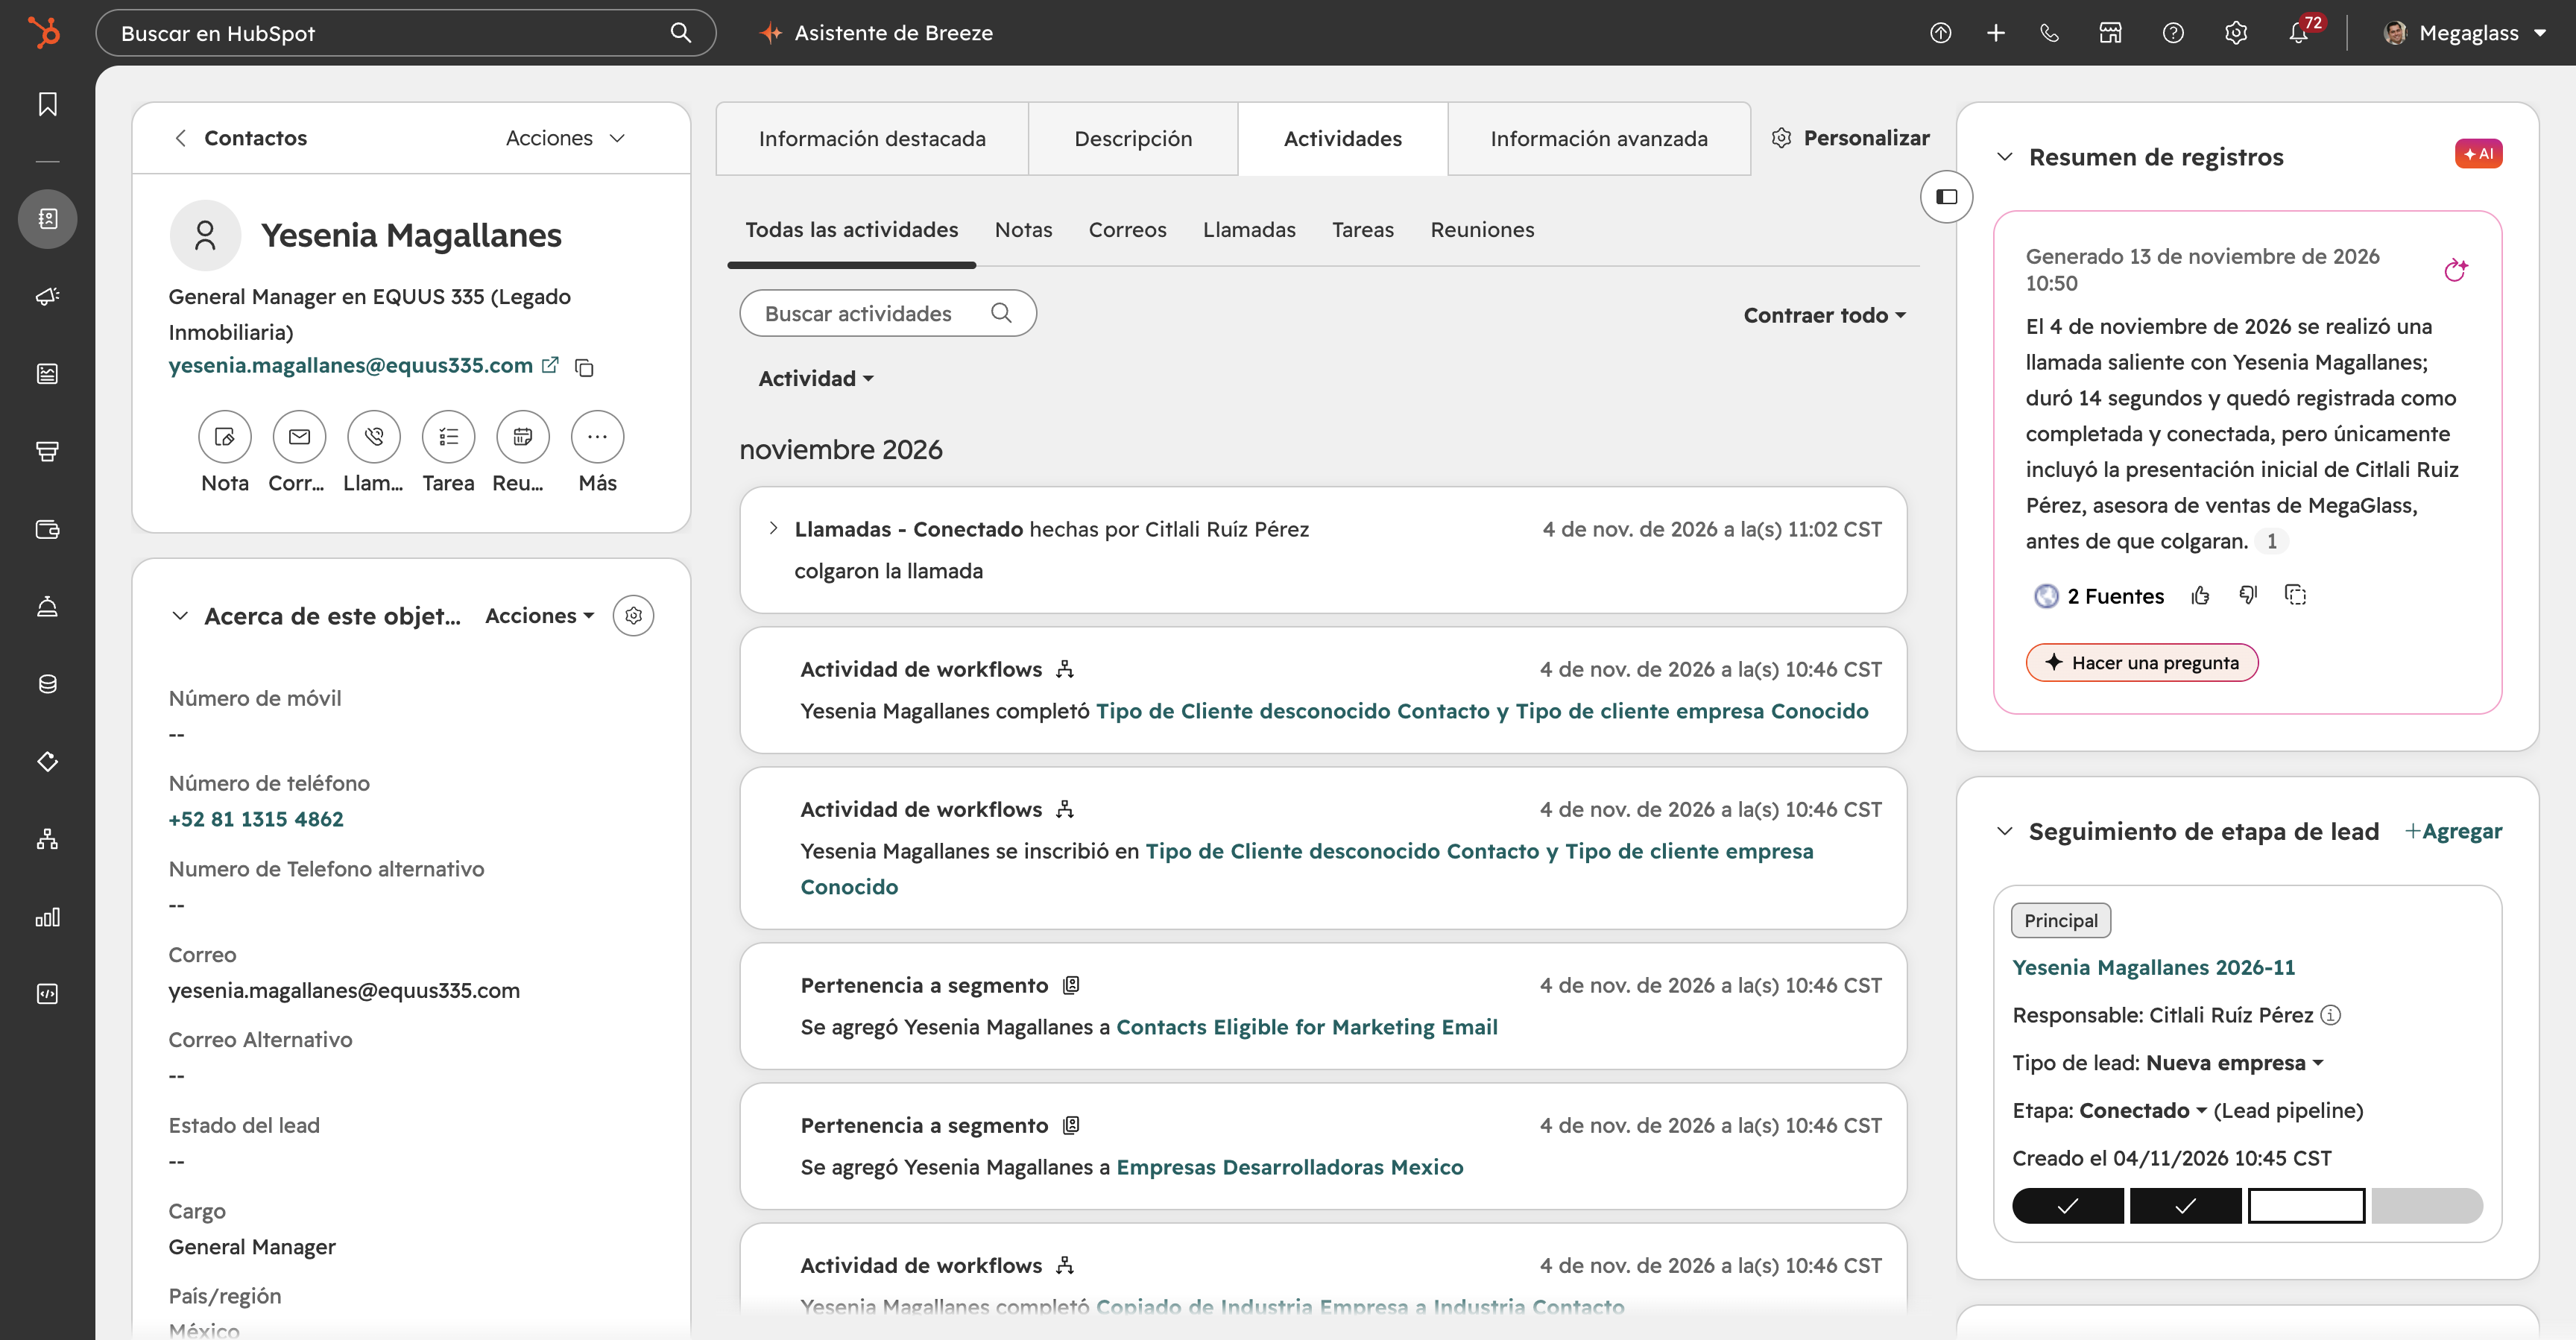 Buscar en HubSpot
Asistente de Breeze
72
Megaglass
Contactos
Acciones
Yesenia Magallanes
General Manager en EQUUS 335 (Legado
Inmobiliaria)
yesenia.magallanes@equus335.com
Nota
Corr...
Llam...
Tarea
Reu...
Más
Acerca de este objet...
Acciones
Número de móvil
--
Número de teléfono
+52 81 1315 4862
Numero de Telefono alternativo
--
Correo
yesenia.magallanes@equus335.com
Correo Alternativo
--
Estado del lead
--
Cargo
General Manager
País/región
México
Información destacada
Descripción
Actividades
Información avanzada
Personalizar
Todas las actividades
Notas
Correos
Llamadas
Tareas
Reuniones
Buscar actividades
Contraer todo
Actividad
noviembre 2026
Llamadas - Conectado hechas por Citlali Ruíz Pérez
4 de nov. de 2026 a la(s) 11:02 CST
colgaron la llamada
Actividad de workflows
4 de nov. de 2026 a la(s) 10:46 CST
Yesenia Magallanes completó Tipo de Cliente desconocido Contacto y Tipo de cliente empresa Conocido
Actividad de workflows
4 de nov. de 2026 a la(s) 10:46 CST
Yesenia Magallanes se inscribió en Tipo de Cliente desconocido Contacto y Tipo de cliente empresa
Conocido
Pertenencia a segmento
4 de nov. de 2026 a la(s) 10:46 CST
Se agregó Yesenia Magallanes a Contacts Eligible for Marketing Email
Pertenencia a segmento
4 de nov. de 2026 a la(s) 10:46 CST
Se agregó Yesenia Magallanes a Empresas Desarrolladoras Mexico
Actividad de workflows
4 de nov. de 2026 a la(s) 10:46 CST
Yesenia Magallanes completó Copiado de Industria Empresa a Industria Contacto
Resumen de registros
AI
Generado 13 de noviembre de 2026
10:50
El 4 de noviembre de 2026 se realizó una
llamada saliente con Yesenia Magallanes;
duró 14 segundos y quedó registrada como
completada y conectada, pero únicamente
incluyó la presentación inicial de Citlali Ruiz
Pérez, asesora de ventas de MegaGlass,
antes de que colgaran. 1
2 Fuentes
Hacer una pregunta
Seguimiento de etapa de lead
+Agregar
Principal
Yesenia Magallanes 2026-11
Responsable: Citlali Ruíz Pérez
Tipo de lead: Nueva empresa
Etapa: Conectado (Lead pipeline)
Creado el 04/11/2026 10:45 CST